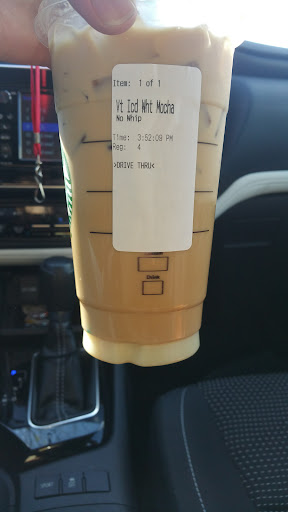 Item: 1 of 1
Vt Icd Wht Mocha
No Whip
Time: 3:52:09 PM
Reg: 4
>DRIVE THRU<